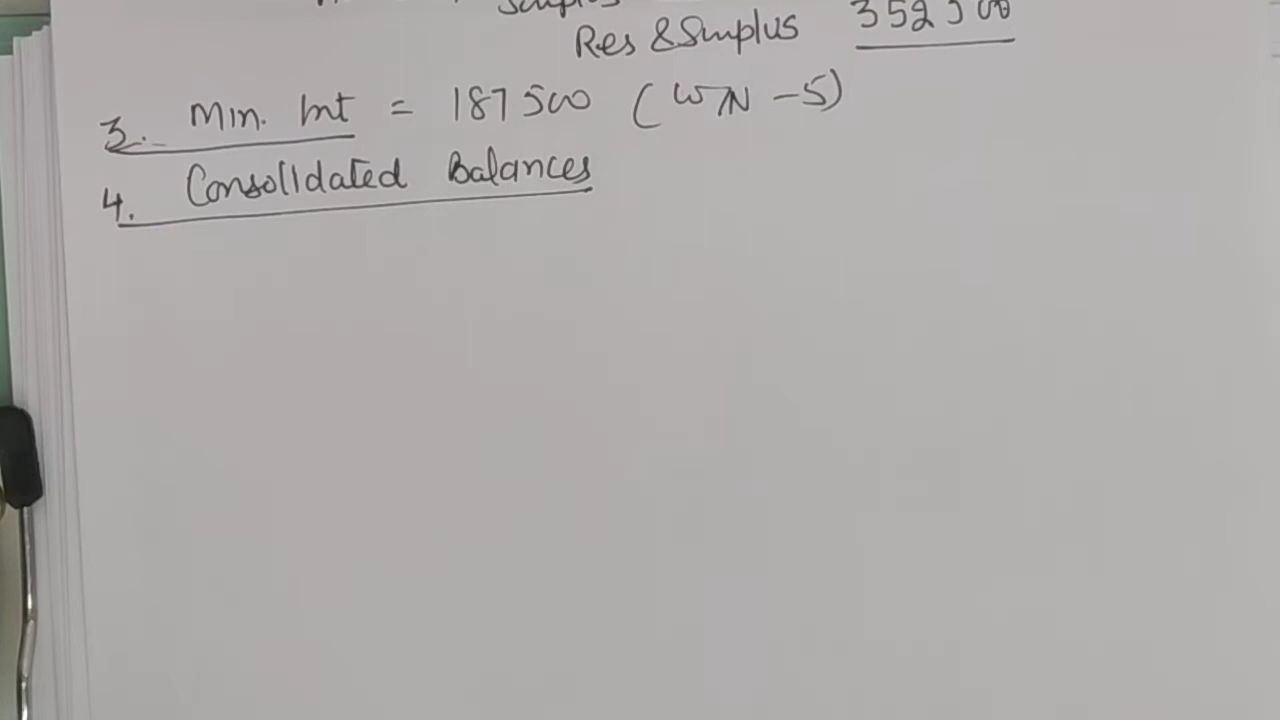 Res & Surplus 352500
3. Min. Int = 187500 (WN-5)
4. Consolidated Balances